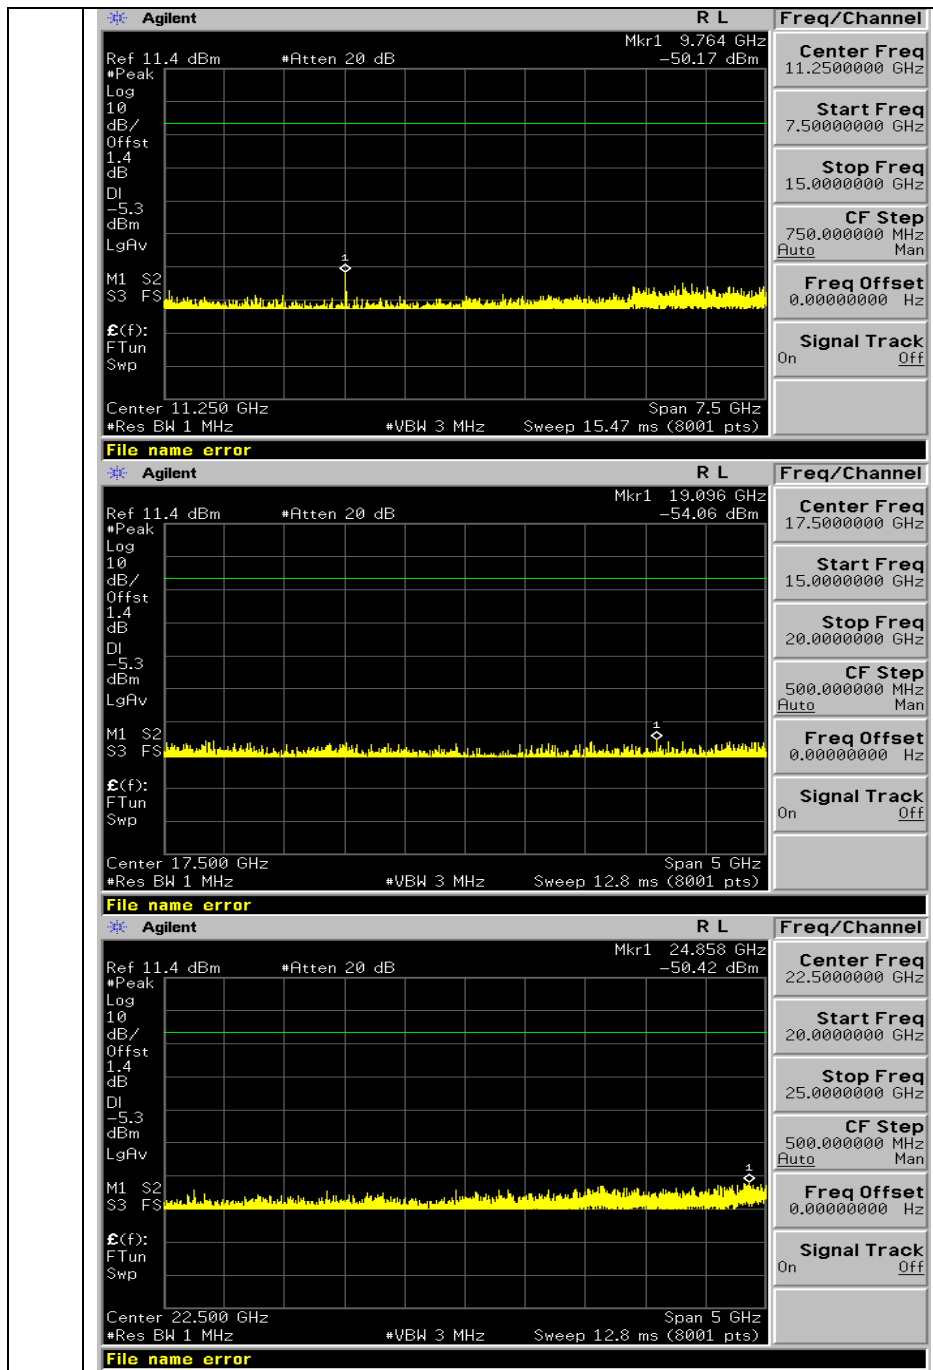 Agilent R L Freq/Channel
Mkr1 9.764 GHz
Ref 11.4 dBm #Atten 20 dB -50.17 dBm
#Peak
Log
10
dB/
Offst
1.4
dB
DI
-5.3
dBm
LgAv
M1 S2
S3 FS
£(f):
FTun
Swp
1
Center 11.250 GHz Span 7.5 GHz
#Res BW 1 MHz #VBW 3 MHz Sweep 15.47 ms (8001 pts)
File name error
Center Freq
11.2500000 GHz
Start Freq
7.50000000 GHz
Stop Freq
15.0000000 GHz
CF Step
750.000000 MHz
Auto Man
Freq Offset
0.00000000 Hz
Signal Track
On Off
Agilent R L Freq/Channel
Mkr1 19.096 GHz
Ref 11.4 dBm #Atten 20 dB -54.06 dBm
#Peak
Log
10
dB/
Offst
1.4
dB
DI
-5.3
dBm
LgAv
M1 S2
S3 FS
£(f):
FTun
Swp
1
Center 17.500 GHz Span 5 GHz
#Res BW 1 MHz #VBW 3 MHz Sweep 12.8 ms (8001 pts)
File name error
Center Freq
17.5000000 GHz
Start Freq
15.0000000 GHz
Stop Freq
20.0000000 GHz
CF Step
500.000000 MHz
Auto Man
Freq Offset
0.00000000 Hz
Signal Track
On Off
Agilent R L Freq/Channel
Mkr1 24.858 GHz
Ref 11.4 dBm #Atten 20 dB -50.42 dBm
#Peak
Log
10
dB/
Offst
1.4
dB
DI
-5.3
dBm
LgAv
M1 S2
S3 FS
£(f):
FTun
Swp
1
Center 22.500 GHz Span 5 GHz
#Res BW 1 MHz #VBW 3 MHz Sweep 12.8 ms (8001 pts)
File name error
Center Freq
22.5000000 GHz
Start Freq
20.0000000 GHz
Stop Freq
25.0000000 GHz
CF Step
500.000000 MHz
Auto Man
Freq Offset
0.00000000 Hz
Signal Track
On Off